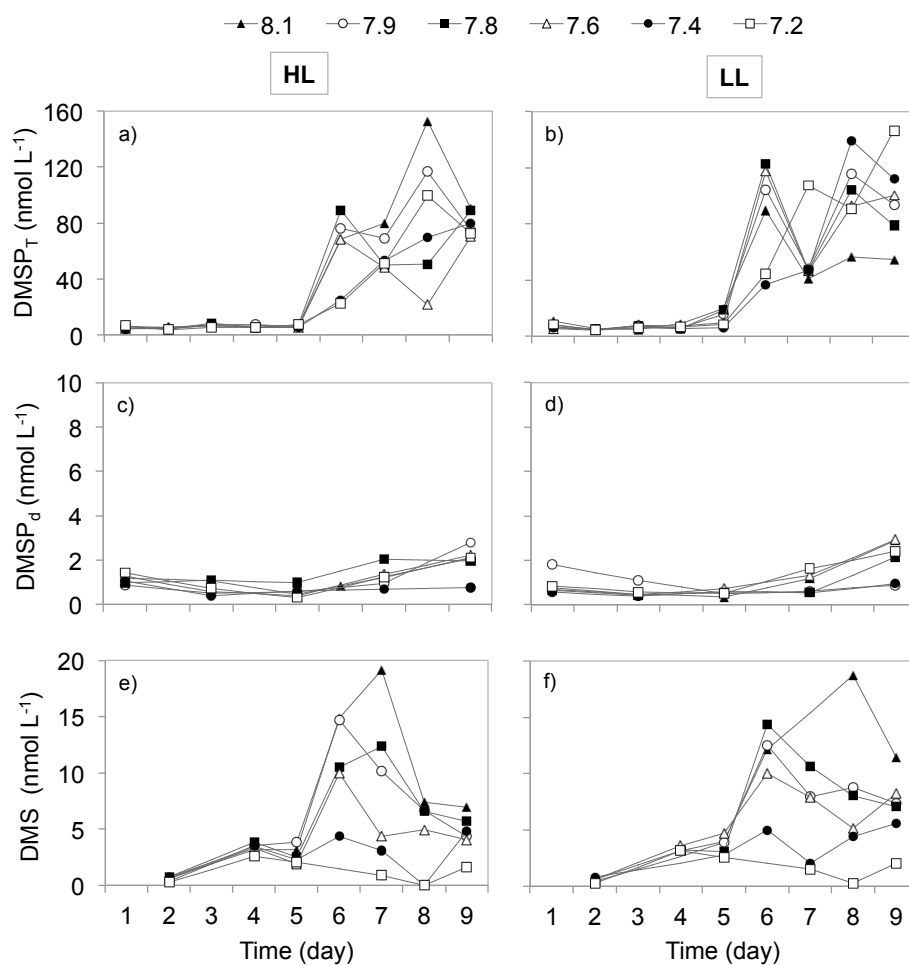 8.1 7.9 7.8 7.6 7.4 7.2
HL LL
DMSP_T (nmol L⁻¹)
160
120
80
40
0
a)
b)
DMSP_d (nmol L⁻¹)
10
8
6
4
2
0
c)
d)
DMS (nmol L⁻¹)
20
15
10
5
0
e)
f)
1 2 3 4 5 6 7 8 9
1 2 3 4 5 6 7 8 9
Time (day) Time (day)